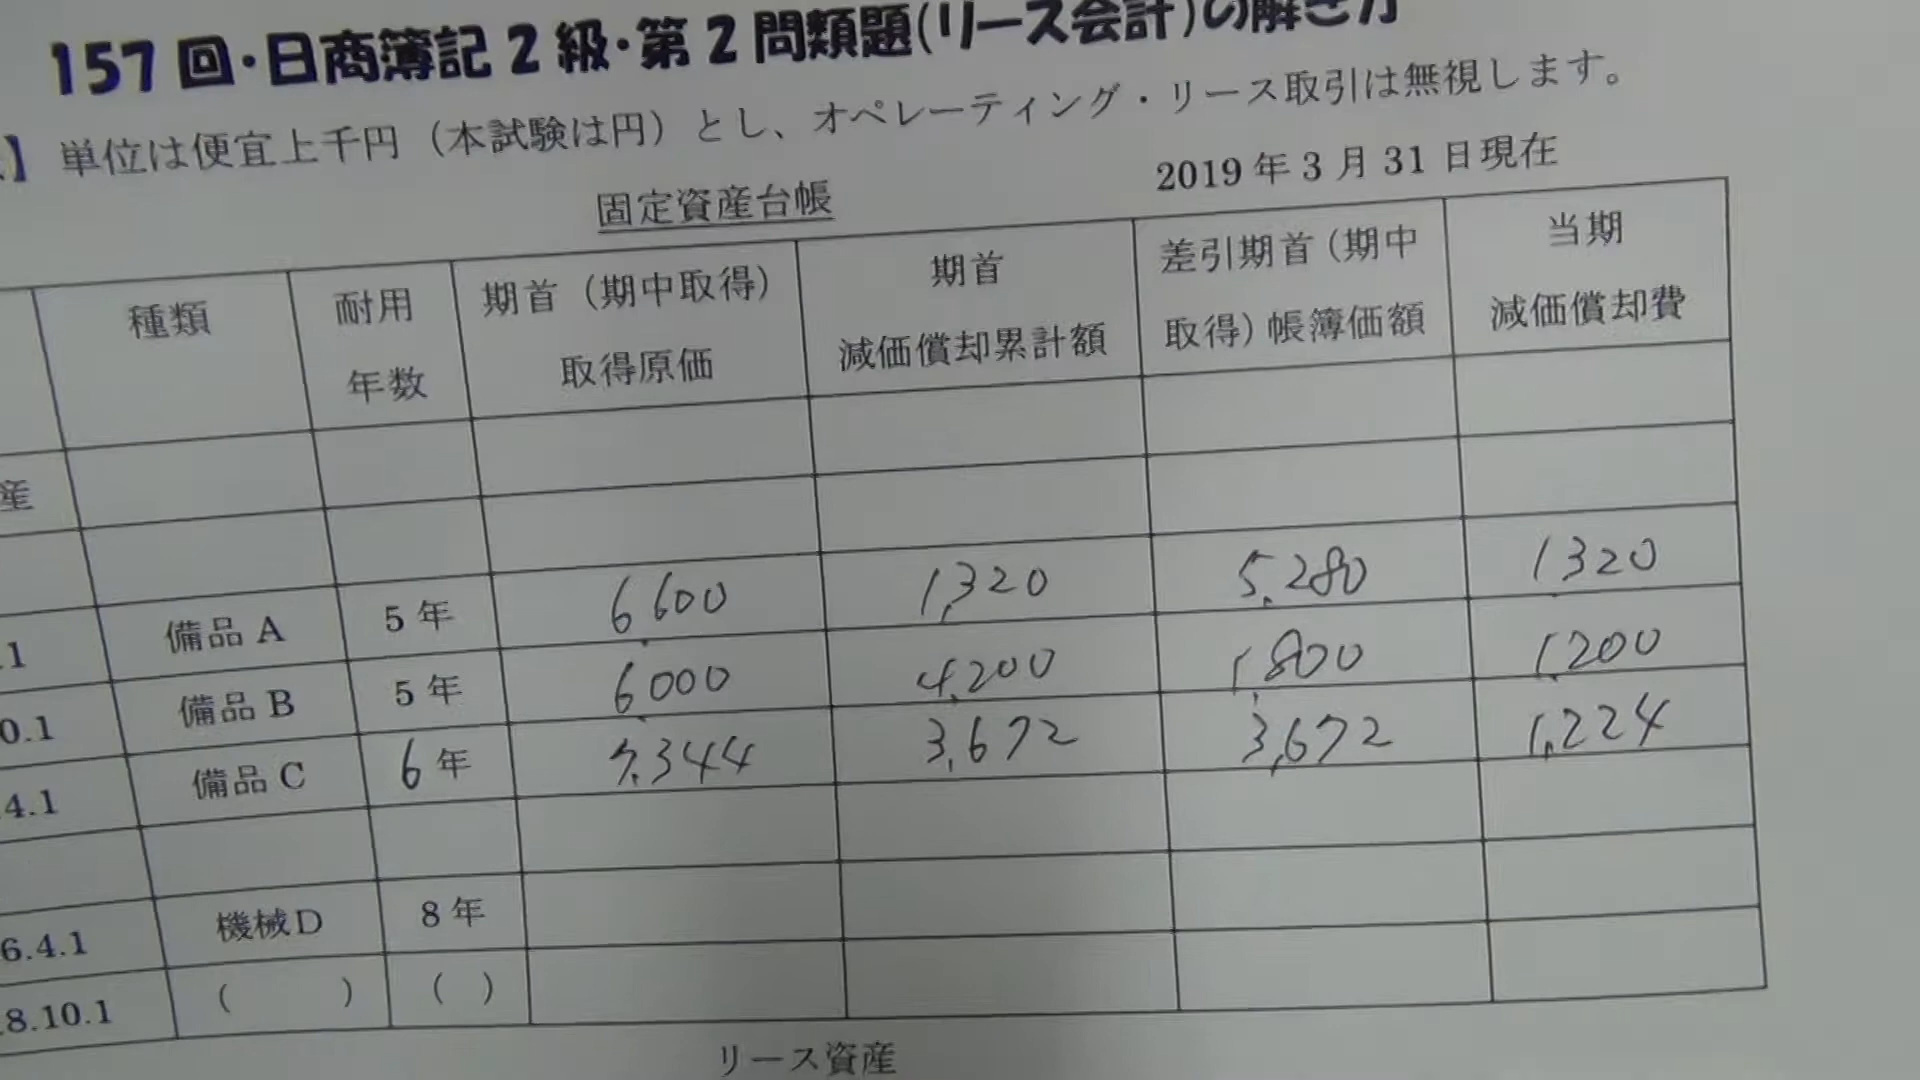 157回・日商簿記2級・第2問類題(リース会計)の解き方
】単位は便宜上千円（本試験は円）とし、オペレーティング・リース取引は無視します。
固定資産台帳 2019年3月31日現在
種類 耐用年数 期首（期中取得）取得原価 期首減価償却累計額 差引期首（期中取得）帳簿価額 当期減価償却費
産
.1 備品A 5年 6,600 1,320 5,280 1,320
0.1 備品B 5年 6,000 4,200 1,800 1,200
4.1 備品C 6年 7,344 3,672 3,672 1,224
6.4.1 機械D 8年
8.10.1 （ ） （ ）
リース資産